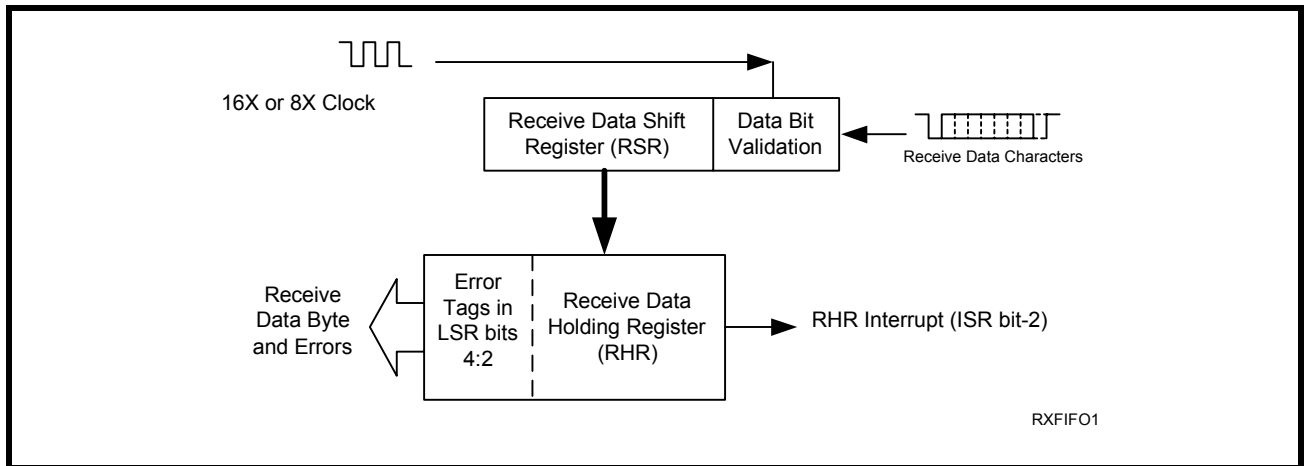 16X or 8X Clock
Receive Data Shift
Register (RSR)
Data Bit
Validation
Receive Data Characters
Receive
Data Byte
and Errors
Error
Tags in
LSR bits
4:2
Receive Data
Holding Register
(RHR)
RHR Interrupt (ISR bit-2)
RXFIFO1